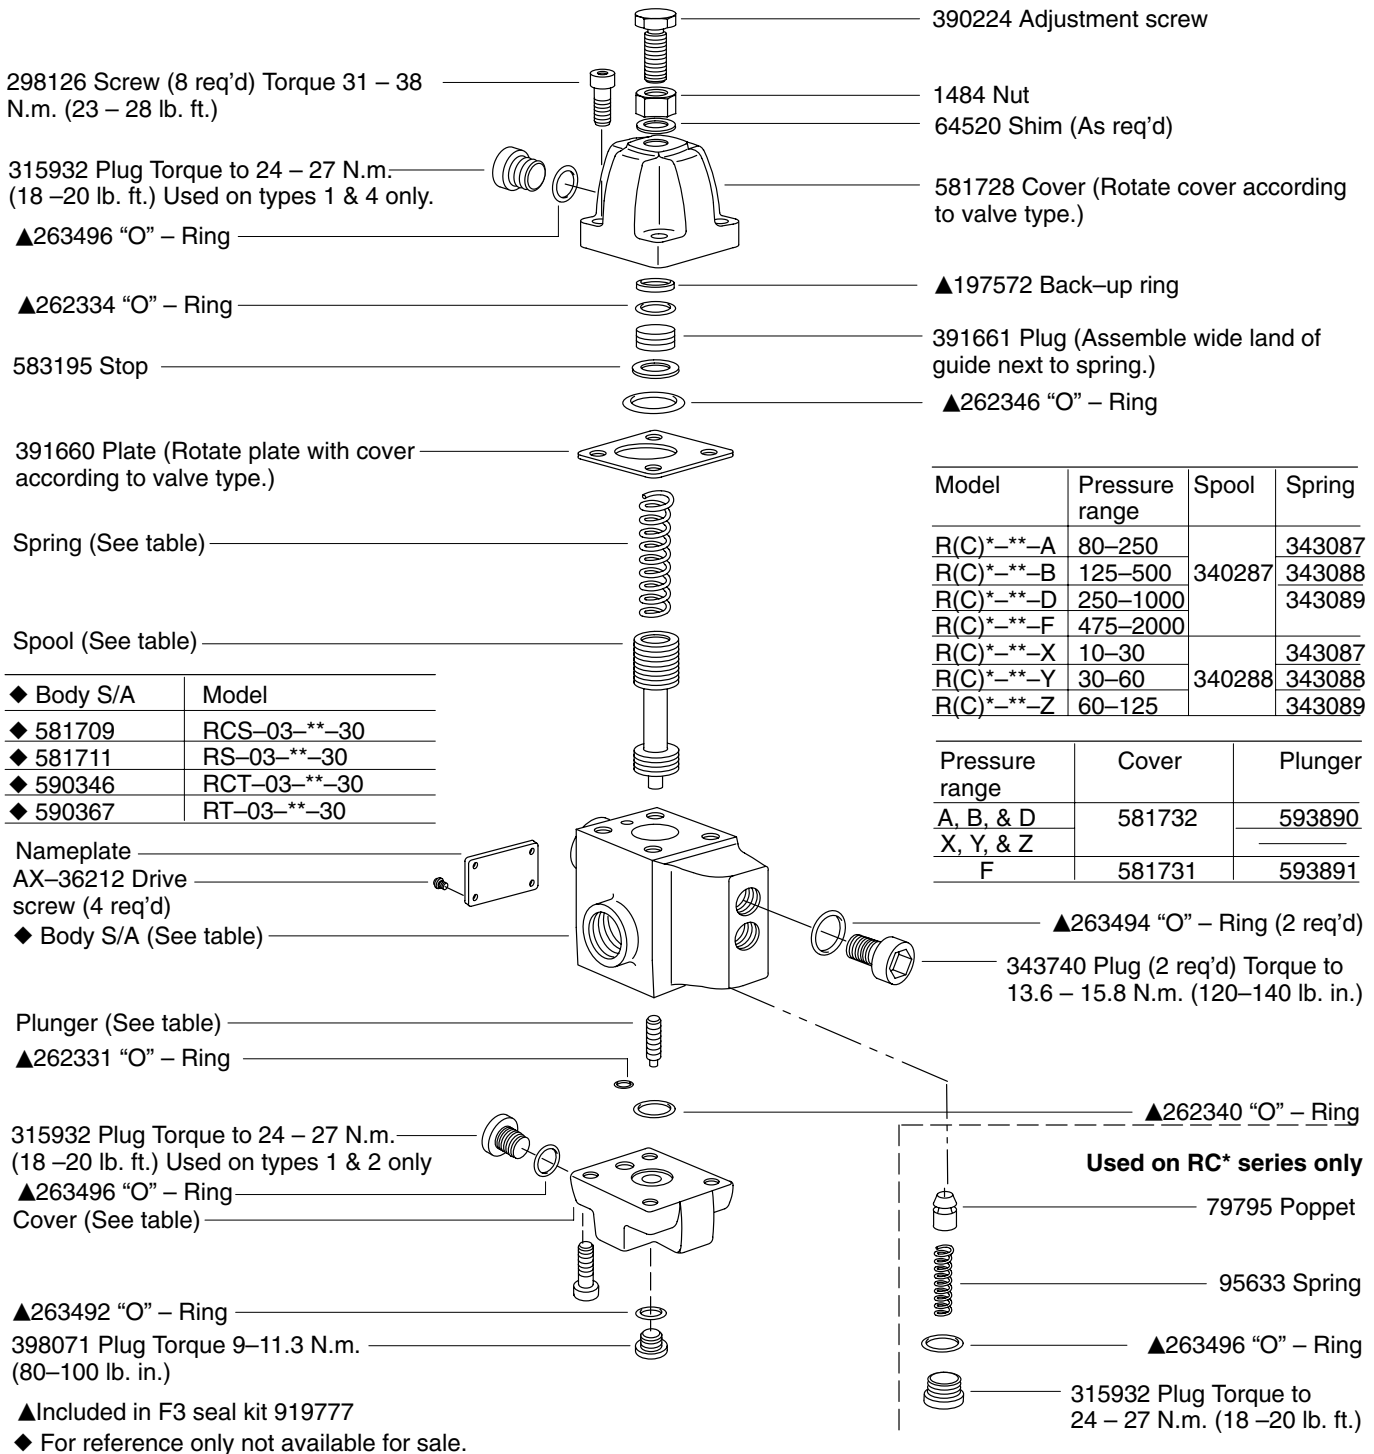 390224 Adjustment screw
298126 Screw (8 req'd) Torque 31 – 38
N.m. (23 – 28 lb. ft.)
1484 Nut
64520 Shim (As req'd)
315932 Plug Torque to 24 – 27 N.m.
(18 –20 lb. ft.) Used on types 1 & 4 only.
581728 Cover (Rotate cover according
to valve type.)
▲263496 “O” – Ring
▲197572 Back–up ring
▲262334 “O” – Ring
391661 Plug (Assemble wide land of
guide next to spring.)
583195 Stop
▲262346 “O” – Ring
391660 Plate (Rotate plate with cover
according to valve type.)
Model Pressure range Spool Spring
R(C)*–**–A 80–250 340287 343087
R(C)*–**–B 125–500 343088
R(C)*–**–D 250–1000 343089
R(C)*–**–F 475–2000
R(C)*–**–X 10–30 340288 343087
R(C)*–**–Y 30–60 343088
R(C)*–**–Z 60–125 343089
Spring (See table)
Spool (See table)
◆ Body S/A Model
◆ 581709 RCS–03–**–30
◆ 581711 RS–03–**–30
◆ 590346 RCT–03–**–30
◆ 590367 RT–03–**–30
Pressure range Cover Plunger
A, B, & D 581732 593890
X, Y, & Z ———
F 581731 593891
Nameplate
AX–36212 Drive
screw (4 req'd)
◆ Body S/A (See table)
▲263494 “O” – Ring (2 req'd)
343740 Plug (2 req'd) Torque to
13.6 – 15.8 N.m. (120–140 lb. in.)
Plunger (See table)
▲262331 “O” – Ring
▲262340 “O” – Ring
315932 Plug Torque to 24 – 27 N.m.
(18 –20 lb. ft.) Used on types 1 & 2 only
▲263496 “O” – Ring
Cover (See table)
Used on RC* series only
79795 Poppet
95633 Spring
▲263496 “O” – Ring
315932 Plug Torque to
24 – 27 N.m. (18 –20 lb. ft.)
▲263492 “O” – Ring
398071 Plug Torque 9–11.3 N.m.
(80–100 lb. in.)
▲Included in F3 seal kit 919777
◆ For reference only not available for sale.